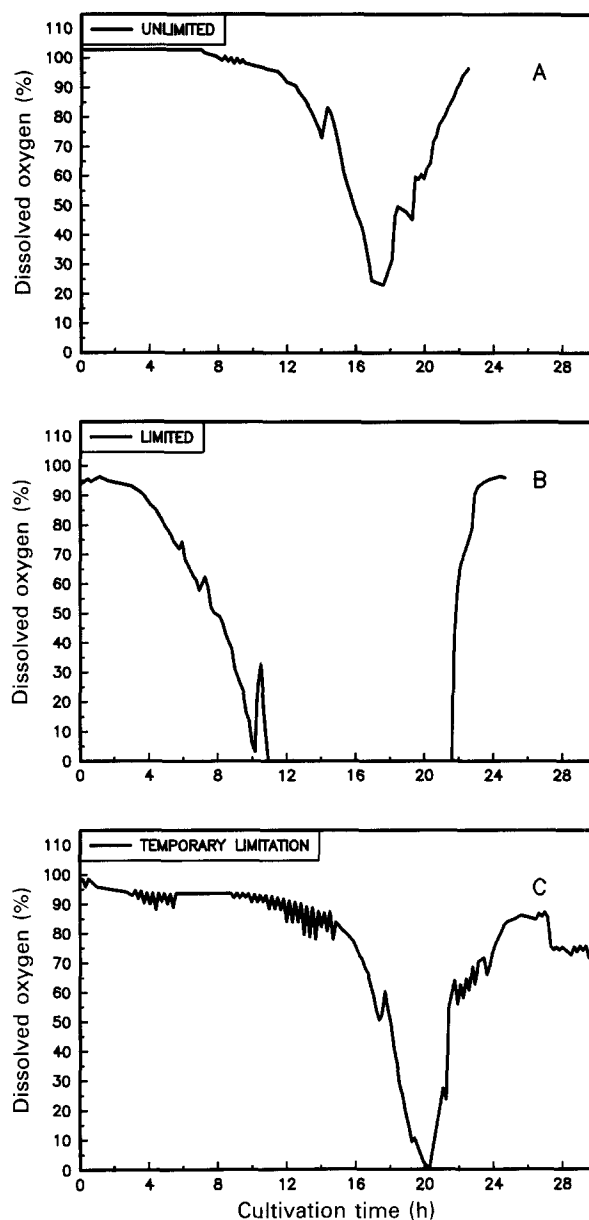 UNLIMITED
A
Dissolved oxygen (%)
110
100
90
80
70
60
50
40
30
20
10
0
0 4 8 12 16 20 24 28
LIMITED
B
Dissolved oxygen (%)
110
100
90
80
70
60
50
40
30
20
10
0
0 4 8 12 16 20 24 28
TEMPORARY LIMITATION
C
Dissolved oxygen (%)
110
100
90
80
70
60
50
40
30
20
10
0
0 4 8 12 16 20 24 28
Cultivation time (h)